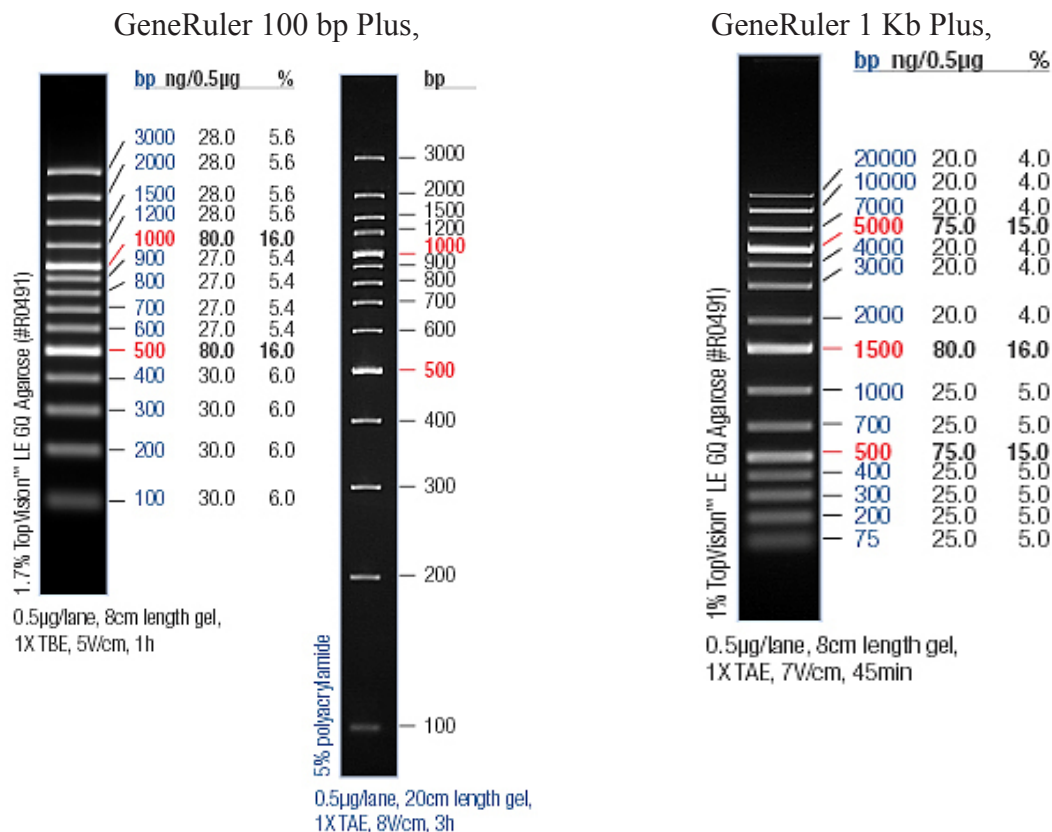 GeneRuler 100 bp Plus,
bp ng/0.5µg %
3000 28.0 5.6
2000 28.0 5.6
1500 28.0 5.6
1200 28.0 5.6
1000 80.0 16.0
900 27.0 5.4
800 27.0 5.4
700 27.0 5.4
600 27.0 5.4
500 80.0 16.0
400 30.0 6.0
300 30.0 6.0
200 30.0 6.0
100 30.0 6.0
1.7% TopVision™ LE GQ Agarose (#R0491)
0.5µg/lane, 8cm length gel,
1X TBE, 5V/cm, 1h
bp
3000
2000
1500
1200
1000
900
800
700
600
500
400
300
200
100
5% polyacrylamide
0.5µg/lane, 20cm length gel,
1X TAE, 8V/cm, 3h
GeneRuler 1 Kb Plus,
bp ng/0.5µg %
20000 20.0 4.0
10000 20.0 4.0
7000 20.0 4.0
5000 75.0 15.0
4000 20.0 4.0
3000 20.0 4.0
2000 20.0 4.0
1500 80.0 16.0
1000 25.0 5.0
700 25.0 5.0
500 75.0 15.0
400 25.0 5.0
300 25.0 5.0
200 25.0 5.0
75 25.0 5.0
1% TopVision™ LE GQ Agarose (#R0491)
0.5µg/lane, 8cm length gel,
1X TAE, 7V/cm, 45min